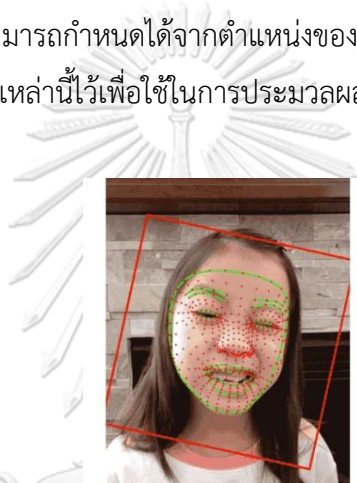 มารถกำหนดได้จากตำแหน่งของ
เหล่านี้ไว้เพื่อใช้ในการประมวลผล